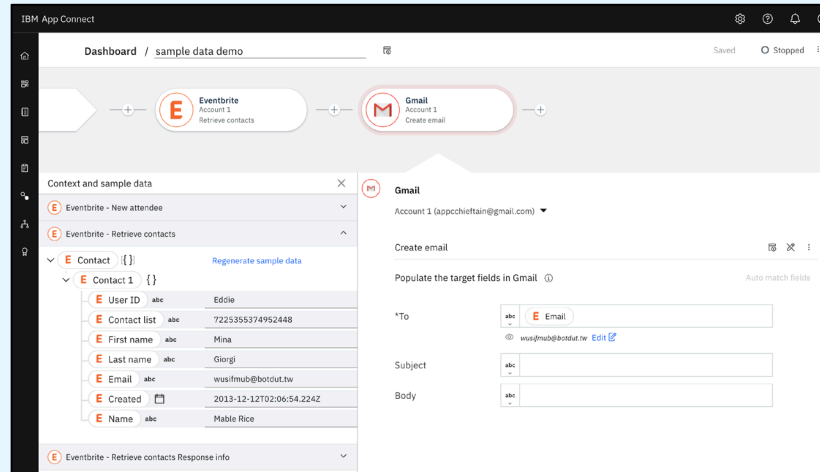 IBM App Connect
Dashboard / sample data demo
Saved
Stopped
Eventbrite
Account 1
Retrieve contacts
Gmail
Account 1
Create email
Context and sample data
Eventbrite - New attendee
Eventbrite - Retrieve contacts
Contact { }
Regenerate sample data
Contact 1 { }
User ID abc Eddie
Contact list abc 7225355374952448
First name abc Mina
Last name abc Giorgi
Email abc wusifmub@botdut.tw
Created 2013-12-12T02:06:54.224Z
Name abc Mable Rice
Eventbrite - Retrieve contacts Response info
Gmail
Account 1 (appcchieftain@gmail.com)
Create email
Populate the target fields in Gmail
Auto match fields
*To abc Email
wusifmub@botdut.tw Edit
Subject abc
Body abc